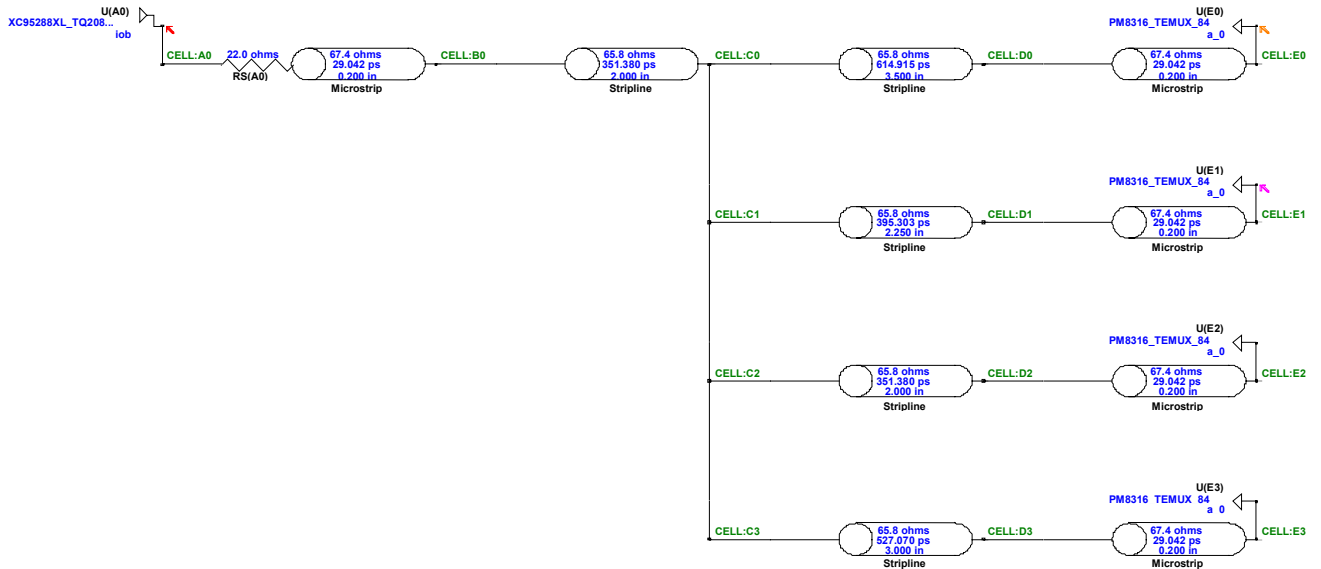 U(A0)
XC95288XL_TQ208...
iob
CELL:A0
22.0 ohms
RS(A0)
67.4 ohms
29.042 ps
0.200 in
Microstrip
CELL:B0
65.8 ohms
351.380 ps
2.000 in
Stripline
CELL:C0
65.8 ohms
614.915 ps
3.500 in
Stripline
CELL:D0
67.4 ohms
29.042 ps
0.200 in
Microstrip
U(E0)
PM8316_TEMUX_84
a_0
CELL:E0
CELL:C1
65.8 ohms
395.303 ps
2.250 in
Stripline
CELL:D1
67.4 ohms
29.042 ps
0.200 in
Microstrip
U(E1)
PM8316_TEMUX_84
a_0
CELL:E1
CELL:C2
65.8 ohms
351.380 ps
2.000 in
Stripline
CELL:D2
67.4 ohms
29.042 ps
0.200 in
Microstrip
U(E2)
PM8316_TEMUX_84
a_0
CELL:E2
CELL:C3
65.8 ohms
527.070 ps
3.000 in
Stripline
CELL:D3
67.4 ohms
29.042 ps
0.200 in
Microstrip
U(E3)
PM8316 TEMUX 84
a 0
CELL:E3